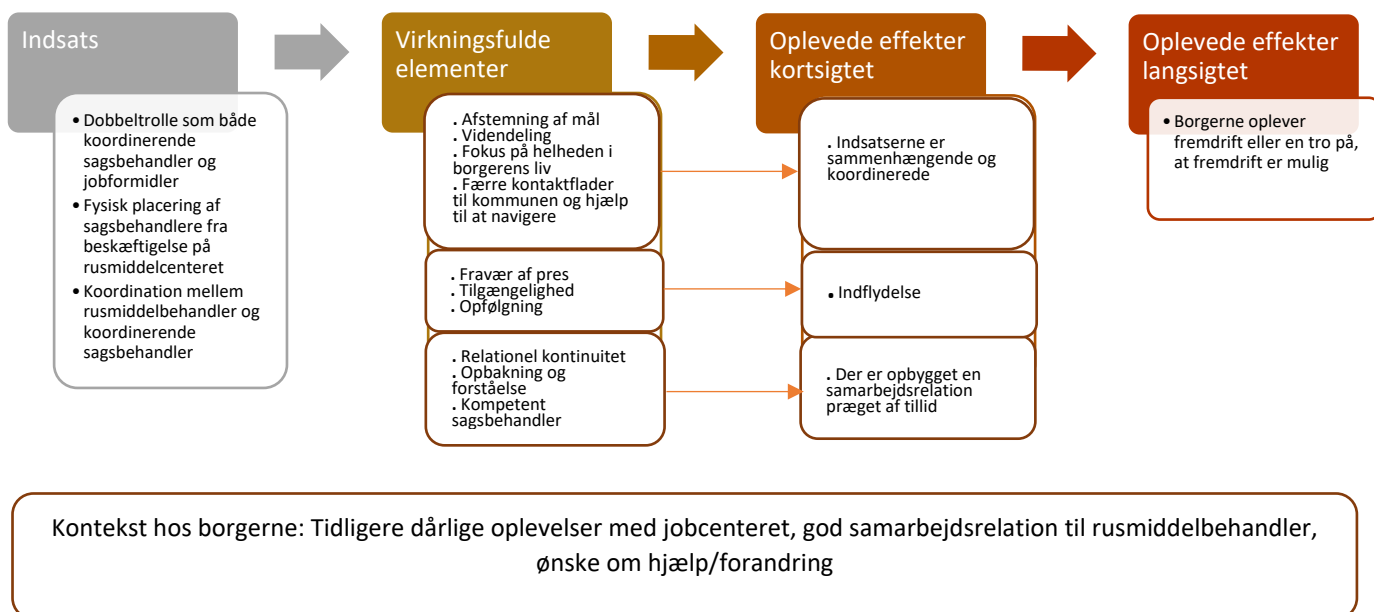 Indsats
• Dobbeltrolle som både
koordinerende
sagsbehandler og
jobformidler
• Fysisk placering af
sagsbehandlere fra
beskæftigelse på
rusmiddelcenteret
• Koordination mellem
rusmiddelbehandler og
koordinerende
sagsbehandler
Virkningsfulde
elementer
. Afstemning af mål
. Videndeling
. Fokus på helheden i
borgerens liv
. Færre kontaktflader
til kommunen og hjælp
til at navigere
. Fravær af pres
. Tilgængelighed
. Opfølgning
. Relationel kontinuitet
. Opbakning og
forståelse
. Kompetent
sagsbehandler
Oplevede effekter
kortsigtet
. Indsatserne er
sammenhængende og
koordinerede
. Indflydelse
. Der er opbygget en
samarbejdsrelation
præget af tillid
Oplevede effekter
langsigtet
• Borgerne oplever
fremdrift eller en tro på,
at fremdrift er mulig
Kontekst hos borgerne: Tidligere dårlige oplevelser med jobcenteret, god samarbejdsrelation til rusmiddelbehandler,
ønske om hjælp/forandring